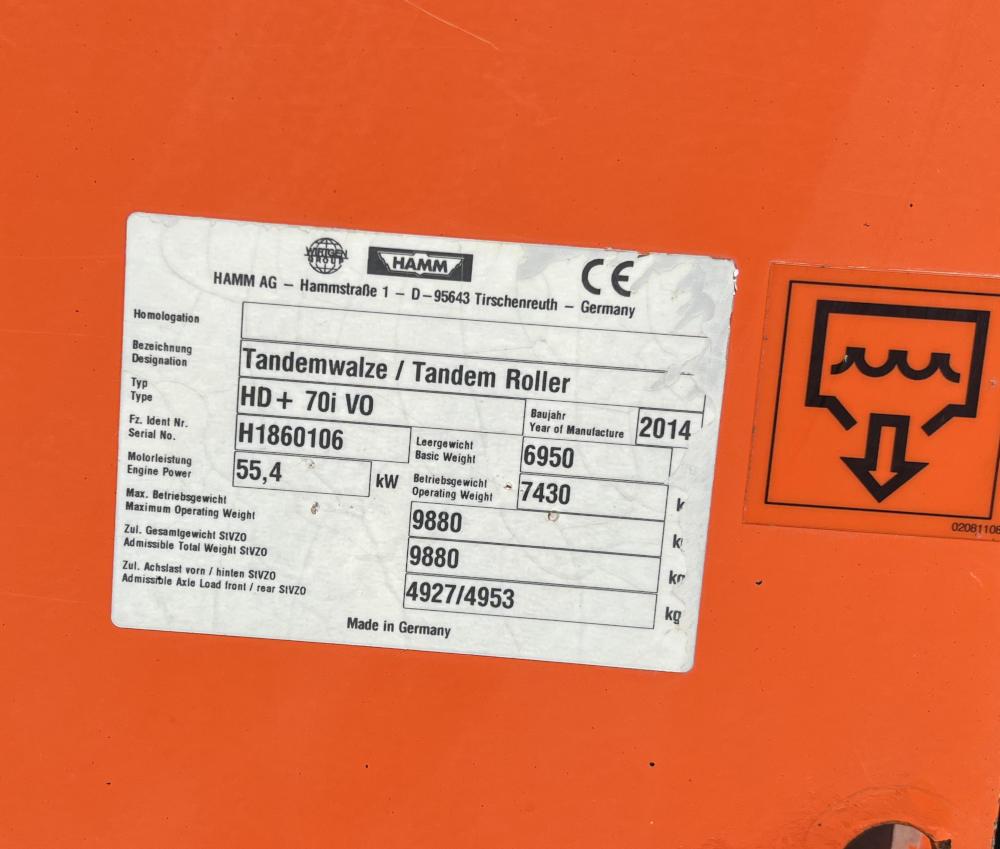 WIRTGEN
GROUP
HAMM
CE
HAMM AG – Hammstraße 1 – D–95643 Tirschenreuth – Germany
Homologation
Bezeichnung
Designation
Tandemwalze / Tandem Roller
Typ
Type
HD+ 70i VO
Baujahr
Year of Manufacture
2014
Fz. Ident Nr.
Serial No.
H1860106
Leergewicht
Basic Weight
6950
Motorleistung
Engine Power
55,4
kW
Betriebsgewicht
Operating Weight
7430
Max. Betriebsgewicht
Maximum Operating Weight
9880
Zul. Gesamtgewicht StVZO
Admissible Total Weight StVZO
9880
kg
Zul. Achslast vorn / hinten StVZO
Admissible Axle Load front / rear StVZO
4927/4953
kg
Made in Germany
02081108